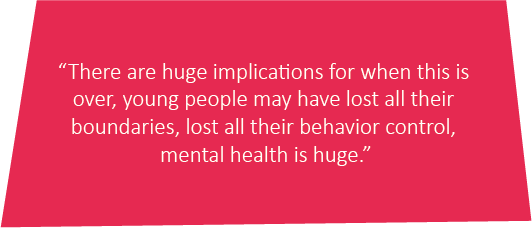 “There are huge implications for when this is
over, young people may have lost all their
boundaries, lost all their behavior control,
mental health is huge.”